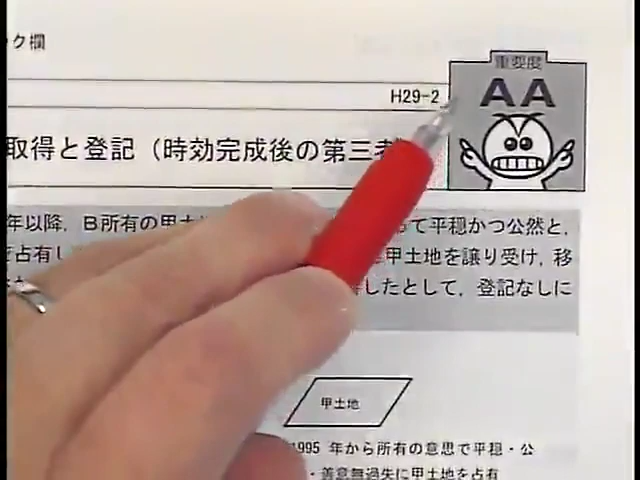 ック欄
重要度
AA
H29-2
取得と登記（時効完成後の第三者
年以降，B所有の甲土 って平穏かつ公然と，
を占有し 甲土地を譲り受け，移
したとして，登記なしに
甲土地
1995 年から所有の意思で平穏・公
・善意無過失に甲土地を占有